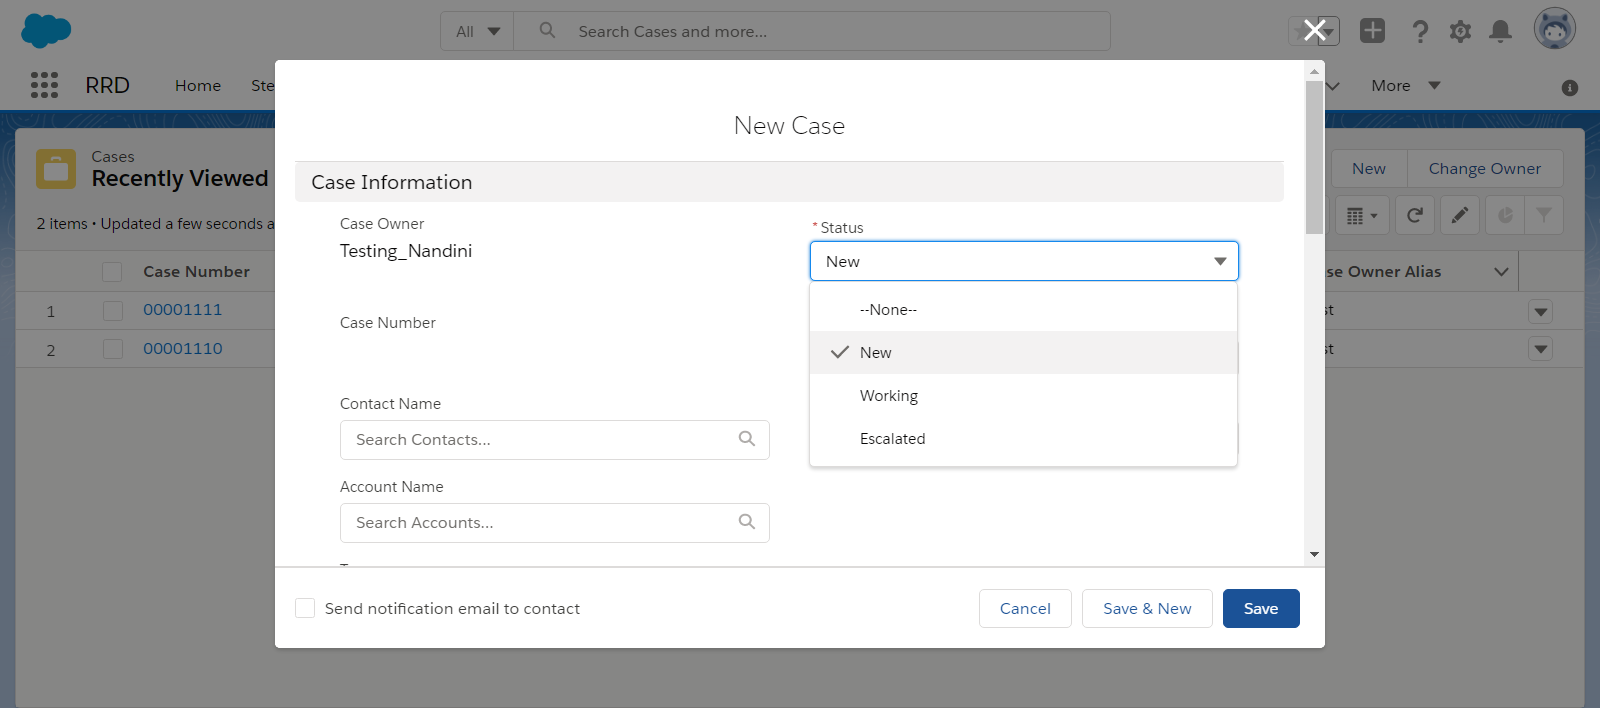 All
Search Cases and more...
RRD
Home
Ste
More
Cases
Recently Viewed
2 items • Updated a few seconds a
New
Change Owner
Case Number
se Owner Alias
1
00001111
st
2
00001110
st
New Case
Case Information
Case Owner
Testing_Nandini
* Status
New
--None--
New
Working
Escalated
Case Number
Contact Name
Search Contacts...
Account Name
Search Accounts...
Send notification email to contact
Cancel
Save & New
Save